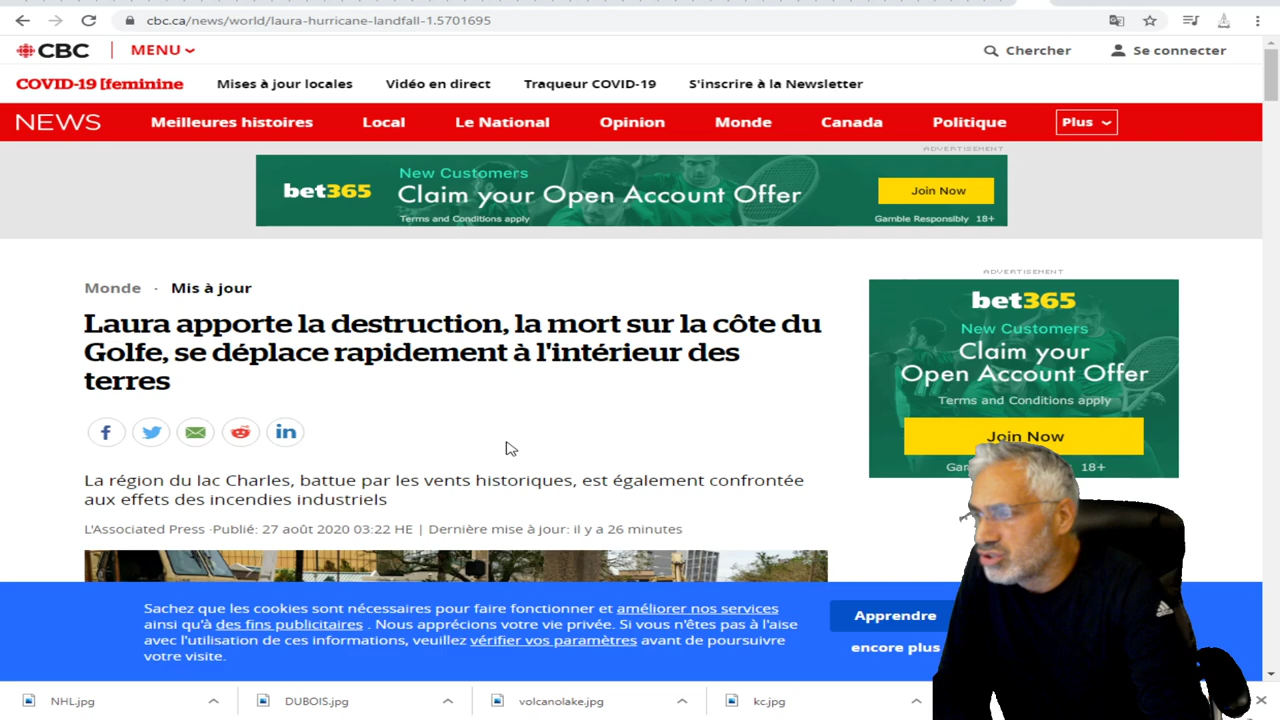 cbc.ca/news/world/laura-hurricane-landfall-1.5701695
CBC MENU Chercher Se connecter
COVID-19 [feminine Mises à jour locales Vidéo en direct Traqueur COVID-19 S'inscrire à la Newsletter
NEWS Meilleures histoires Local Le National Opinion Monde Canada Politique Plus
ADVERTISEMENT
bet365 New Customers
Claim your Open Account Offer Join Now
Terms and Conditions apply Gamble Responsibly 18+
Monde · Mis à jour
Laura apporte la destruction, la mort sur la côte du
Golfe, se déplace rapidement à l'intérieur des
terres
La région du lac Charles, battue par les vents historiques, est également confrontée
aux effets des incendies industriels
L'Associated Press ·Publié: 27 août 2020 03:22 HE | Dernière mise à jour: il y a 26 minutes
ADVERTISEMENT
bet365
New Customers
Claim your
Open Account Offer
Terms and Conditions apply
Join Now
18+
Sachez que les cookies sont nécessaires pour faire fonctionner et améliorer nos services
ainsi qu'à des fins publicitaires . Nous apprécions votre vie privée. Si vous n'êtes pas à l'aise
avec l'utilisation de ces informations, veuillez vérifier vos paramètres avant de poursuivre
votre visite.
Apprendre
encore plus
NHL.jpg DUBOIS.jpg volcanolake.jpg kc.jpg